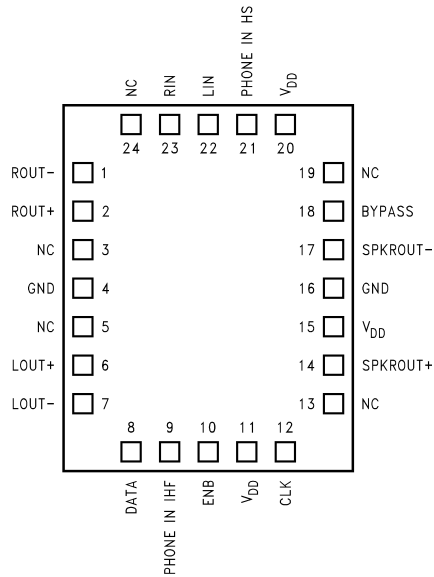 NC RIN LIN PHONE IN HS VDD
24 23 22 21 20
ROUT- 1 19 NC
ROUT+ 2 18 BYPASS
NC 3 17 SPKROUT-
GND 4 16 GND
NC 5 15 VDD
LOUT+ 6 14 SPKROUT+
LOUT- 7 13 NC
8 9 10 11 12
DATA PHONE IN IHF ENB VDD CLK